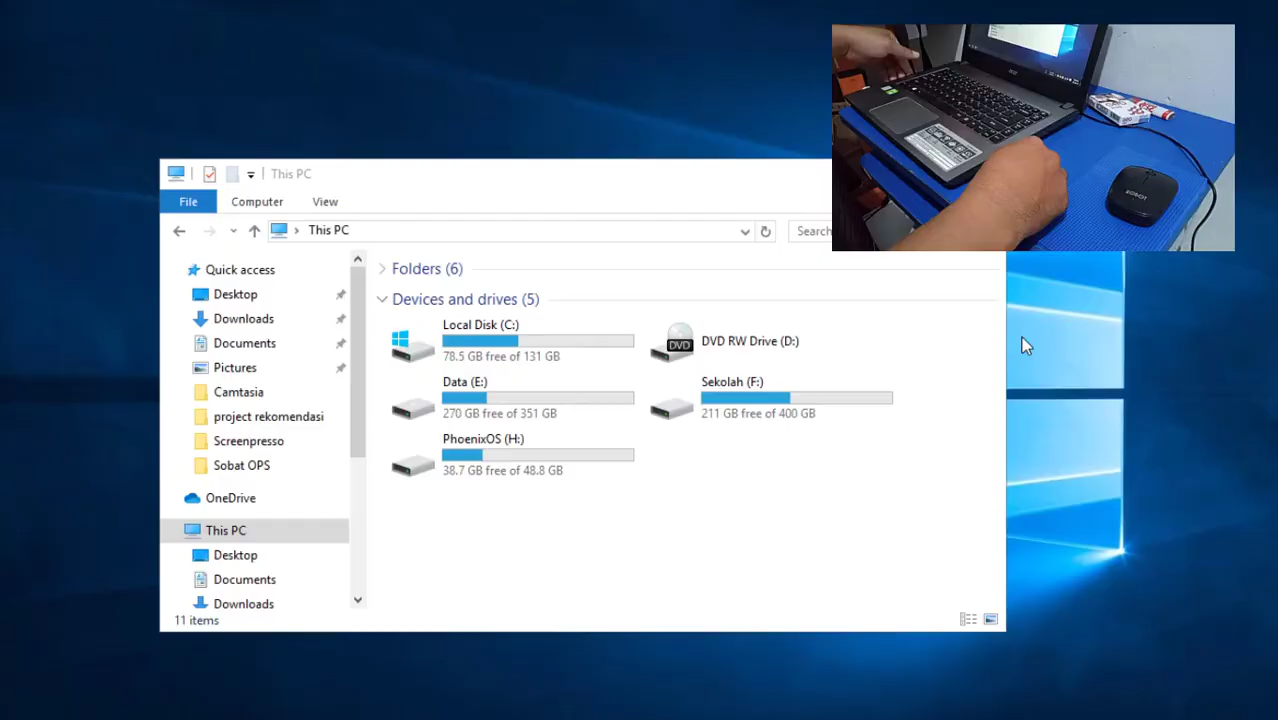 This PC
File
Computer
View
This PC
Search
Quick access
Desktop
Downloads
Documents
Pictures
Camtasia
project rekomendasi
Screenpresso
Sobat OPS
OneDrive
This PC
Desktop
Documents
Downloads
Folders (6)
Devices and drives (5)
Local Disk (C:)
78.5 GB free of 131 GB
DVD RW Drive (D:)
DVD
Data (E:)
270 GB free of 351 GB
Sekolah (F:)
211 GB free of 400 GB
PhoenixOS (H:)
38.7 GB free of 48.8 GB
11 items
acer
ROBOT